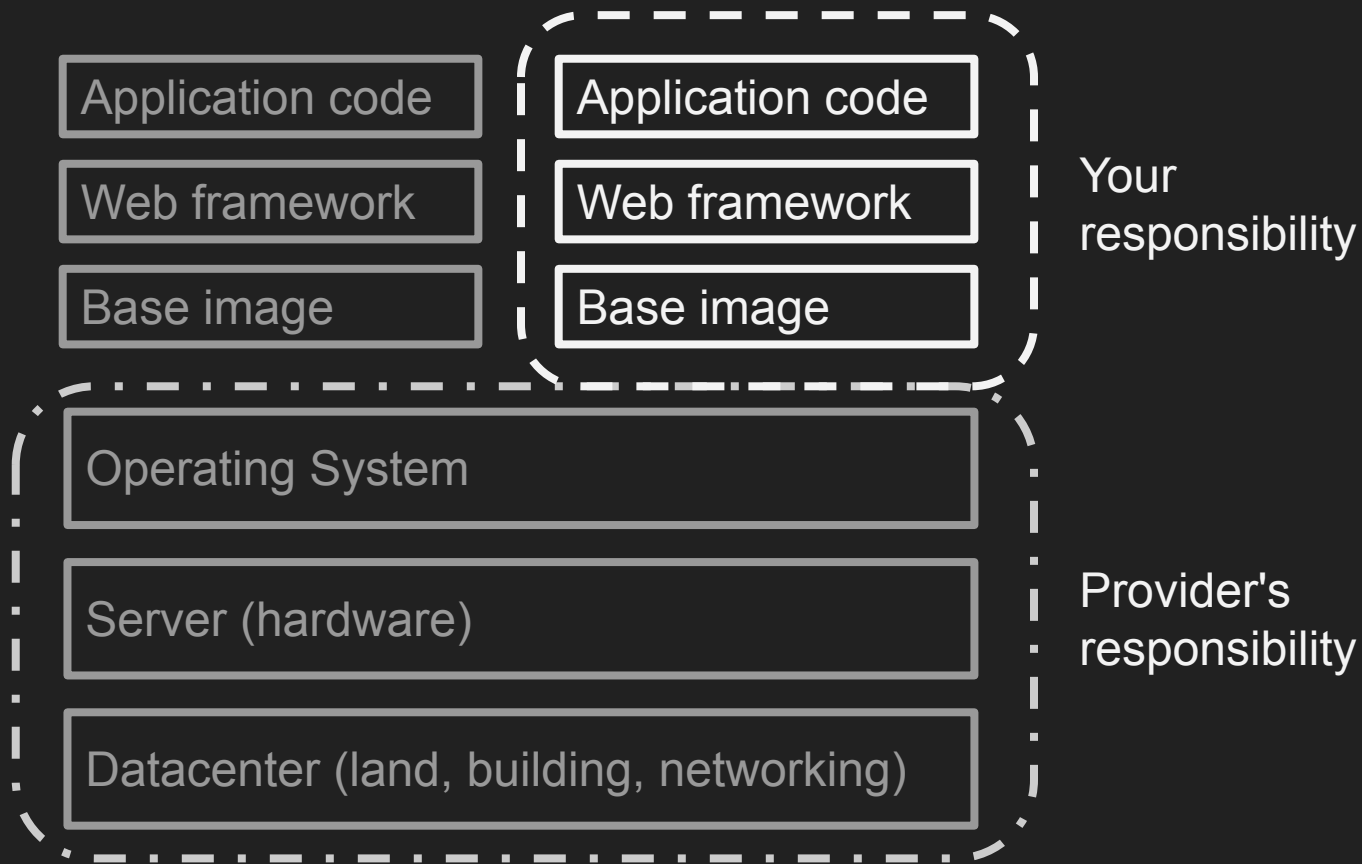 Application code
Application code
Web framework
Web framework
Base image
Base image
Your
responsibility
Operating System
Server (hardware)
Datacenter (land, building, networking)
Provider's
responsibility